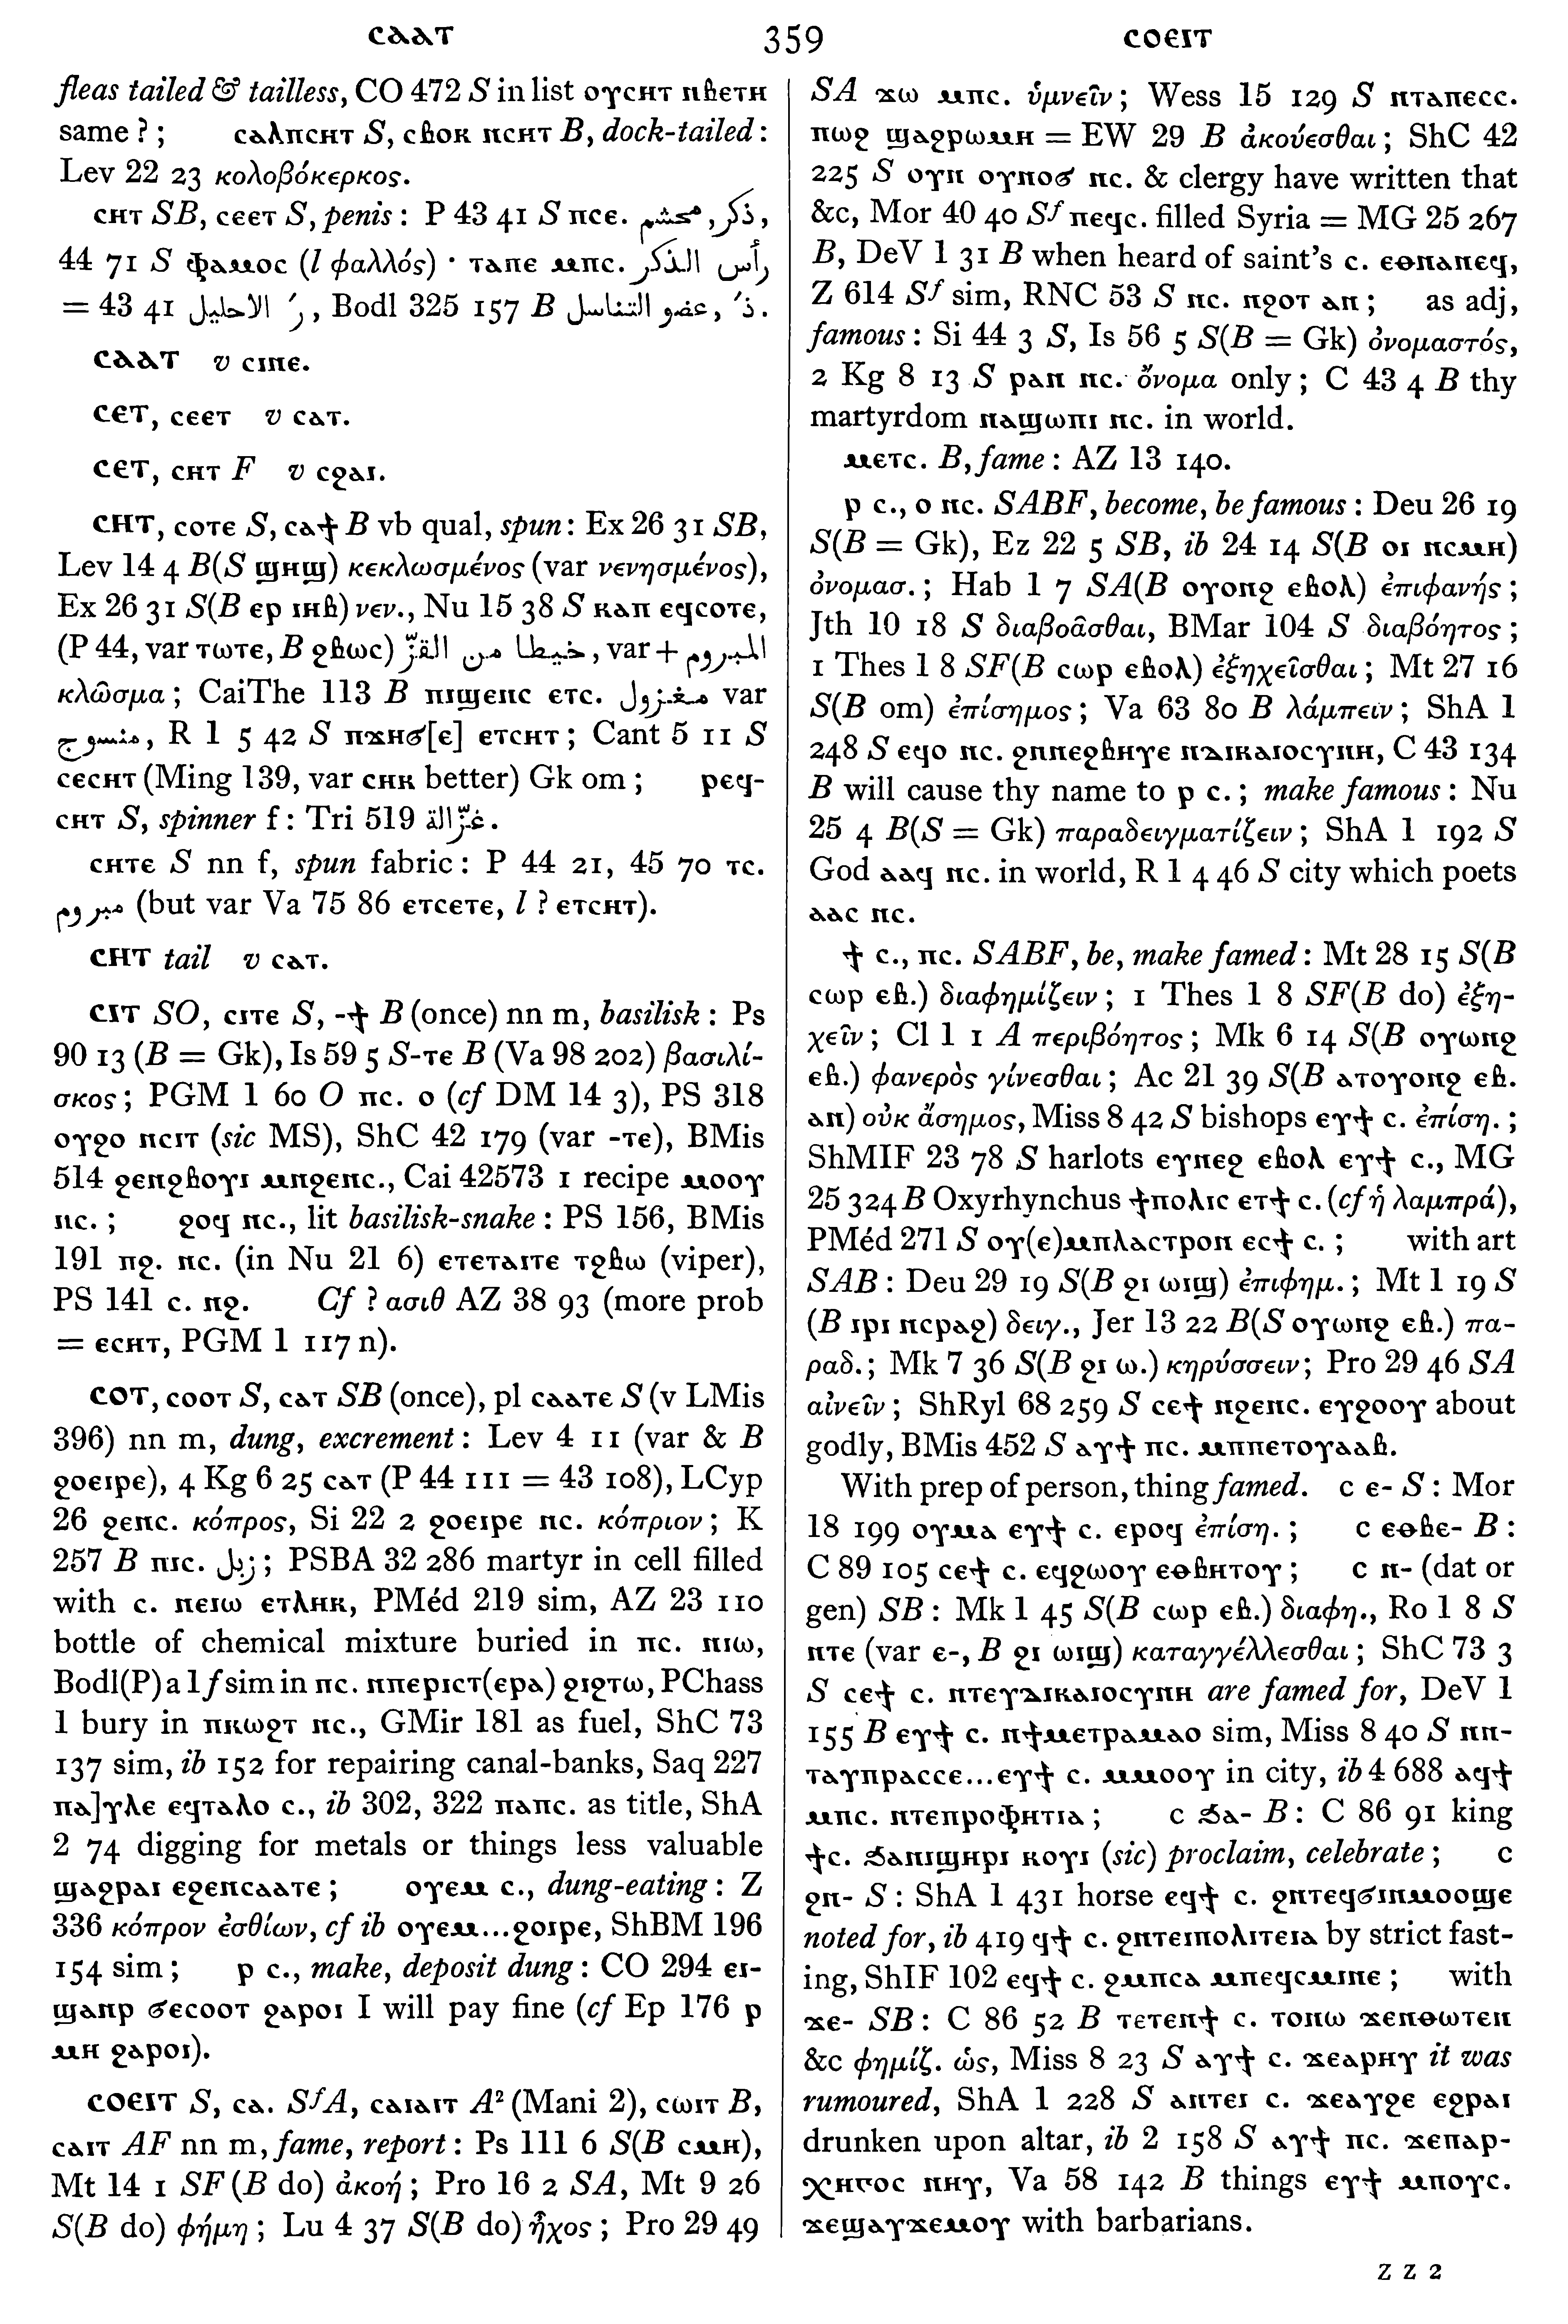 ⲥⲁⲁⲧ 359 ⲥⲟⲉⲓⲧ
fleas tailed & tailless, CO 472 S in list ⲟⲩⲥⲏⲧ ⲛⲃⲉⲧⲏ
same ? ; ⲥⲁⲗⲡⲥⲏⲧ S, ⲥⲃⲟⲕ ⲛⲥⲏⲧ B, dock-tailed :
Lev 22 23 κολοβόκερκος.
ⲥⲏⲧ SB, ⲥⲉⲉⲧ S, penis : P 43 41 S ⲡⲥⲉ. ذكر, محشم,
44 71 S ⲫⲁⲙⲟⲥ (l φαλλός) · ⲧⲁⲡⲉ ⲙⲡⲥ. رأس الذكر
= 43 41 ر' الاحليل, Bodl 325 157 B ذ', عضو التناسل.
ⲥⲁⲁⲧ v ⲥⲓⲛⲉ.
ⲥⲉⲧ, ⲥⲉⲉⲧ v ⲥⲁⲧ.
ⲥⲉⲧ, ⲥⲏⲧ F v ⲥϩⲁⲓ.
ⲥⲏⲧ, ⲥⲟⲧⲉ S, ⲥⲁϯ B vb qual, spun : Ex 26 31 SB,
Lev 14 4 B(S ϣⲏϣ) κεκλωσμένος (var νενησμένος),
Ex 26 31 S(B ⲉⲣ ⲓⲏⲃ) νεν., Nu 15 38 S ⲕⲁⲡ ⲉϥⲥⲟⲧⲉ,
(P 44, var ⲧⲱⲧⲉ, B ϩⲃⲱⲥ) خيطا من القزّ, var + المبروم
κλῶσμα ; CaiThe 113 B ⲡⲓϣⲉⲛⲥ ⲉⲧⲥ. مغزول var
منسوج, R 1 5 42 S ⲡϫⲏϭ[ⲉ] ⲉⲧⲥⲏⲧ ; Cant 5 11 S
ⲥⲉⲥⲏⲧ (Ming 139, var ⲥⲏⲕ better) Gk om ; ⲣⲉϥ-
ⲥⲏⲧ S, spinner f : Tri 519 غزّالة.
ⲥⲏⲧⲉ S nn f, spun fabric : P 44 21, 45 70 ⲧⲥ.
مبروم (but var Va 75 86 ⲉⲧⲥⲉⲧⲉ, l ? ⲉⲧⲥⲏⲧ).
ⲥⲏⲧ tail v ⲥⲁⲧ.
ⲥⲓⲧ SO, ⲥⲓⲧⲉ S, -ϯ B (once) nn m, basilisk : Ps
90 13 (B = Gk), Is 59 5 S-ⲧⲉ B (Va 98 202) βασιλί-
σκος ; PGM 1 60 O ⲡⲥ. ⲟ (cf DM 14 3), PS 318
ⲟⲩϩⲟ ⲛⲥⲓⲧ (sic MS), ShC 42 179 (var -ⲧⲉ), BMis
514 ϩⲉⲛϩⲃⲟⲩⲓ ⲙⲛϩⲉⲛⲥ., Cai 42573 1 recipe ⲙⲟⲟⲩ
ⲛⲥ. ; ϩⲟϥ ⲛⲥ., lit basilisk-snake : PS 156, BMis
191 ⲡϩ. ⲛⲥ. (in Nu 21 6) ⲉⲧⲉⲧⲁⲓⲧⲉ ⲧϩⲃⲱ (viper),
PS 141 ⲥ. ⲛϩ. Cf ? ασιθ AZ 38 93 (more prob
= ⲉⲥⲏⲧ, PGM 1 117 n).
ⲥⲟⲧ, ⲥⲟⲟⲧ S, ⲥⲁⲧ SB (once), pl ⲥⲁⲁⲧⲉ S (v LMis
396) nn m, dung, excrement : Lev 4 11 (var & B
ϩⲟⲉⲓⲣⲉ), 4 Kg 6 25 ⲥⲁⲧ (P 44 111 = 43 108), LCyp
26 ϩⲉⲛⲥ. κόπρος, Si 22 2 ϩⲟⲉⲓⲣⲉ ⲛⲥ. κόπριον ; K
257 B ⲡⲓⲥ. زبل ; PSBA 32 286 martyr in cell filled
with ⲥ. ⲛⲉⲓⲱ ⲉⲧⲗⲏⲕ, PMéd 219 sim, AZ 23 110
bottle of chemical mixture buried in ⲡⲥ. ⲛⲓⲱ,
Bodl(P) a 1 f sim in ⲡⲥ. ⲛⲡⲉⲣⲓⲥⲧ(ⲉⲣⲁ) ϩⲓϩⲧⲱ, PChass
1 bury in ⲡⲕⲱϩⲧ ⲛⲥ., GMir 181 as fuel, ShC 73
137 sim, ib 152 for repairing canal-banks, Saq 227
ⲡⲁ]ⲩⲗⲉ ⲉϥⲧⲁⲗⲟ ⲥ., ib 302, 322 ⲡⲁⲡⲥ. as title, ShA
2 74 digging for metals or things less valuable
ϣⲁϩⲣⲁⲓ ⲉϩⲉⲛⲥⲁⲁⲧⲉ ; ⲟⲩⲉⲙ ⲥ., dung-eating : Z
336 κόπρον ἐσθίων, cf ib ⲟⲩⲉⲙ...ϩⲟⲓⲣⲉ, ShBM 196
154 sim ; ⲣ ⲥ., make, deposit dung : CO 294 ⲉⲓ-
ϣⲁⲛⲣ ϭⲉⲥⲟⲟⲧ ϩⲁⲣⲟⲓ I will pay fine (cf Ep 176 ⲣ
ⲙⲏ ϩⲁⲣⲟⲓ).
ⲥⲟⲉⲓⲧ S, ⲥⲁ. Sf A, ⲥⲁⲓⲁⲓⲧ A² (Mani 2), ⲥⲱⲓⲧ B,
ⲥⲁⲓⲧ AF nn m, fame, report : Ps 111 6 S(B ⲥⲙⲏ),
Mt 14 1 SF (B do) ἀκοή ; Pro 16 2 SA, Mt 9 26
S(B do) φήμη ; Lu 4 37 S(B do) ἦχος ; Pro 29 49
SA ϫⲱ ⲙⲡⲥ. ὑμνεῖν ; Wess 15 129 S ⲛⲧⲁⲡⲉⲥⲥ.
ⲡⲱϩ ϣⲁϩⲣⲱⲙⲏ = EW 29 B ἀκούεσθαι ; ShC 42
225 S ⲟⲩⲛ ⲟⲩⲛⲟϭ ⲛⲥ. & clergy have written that
&c, Mor 40 40 Sf ⲡⲉϥⲥ. filled Syria = MG 25 267
B, DeV 1 31 B when heard of saint's ⲥ. ⲉⲑⲛⲁⲛⲉϥ,
Z 614 Sf sim, RNC 53 S ⲛⲥ. ⲛϩⲟⲧ ⲁⲛ ; as adj,
famous : Si 44 3 S, Is 56 5 S(B = Gk) ὀνομαστός,
2 Kg 8 13 S ⲣⲁⲛ ⲛⲥ. ὄνομα only ; C 43 4 B thy
martyrdom ⲛⲁϣⲱⲡⲓ ⲛⲥ. in world.
ⲙⲉⲧⲥ. B, fame : AZ 13 140.
ⲣ ⲥ., ⲟ ⲛⲥ. SABF, become, be famous : Deu 26 19
S(B = Gk), Ez 22 5 SB, ib 24 14 S(B ⲟⲓ ⲛⲥⲙⲏ)
ὀνομασ. ; Hab 1 7 SA(B ⲟⲩⲟⲛϩ ⲉⲃⲟⲗ) ἐπιφανής ;
Jth 10 18 S διαβοᾶσθαι, BMar 104 S διαβόητος ;
1 Thes 1 8 SF(B ⲥⲱⲣ ⲉⲃⲟⲗ) ἐξηχεῖσθαι ; Mt 27 16
S(B om) ἐπίσημος ; Va 63 80 B λάμπειν ; ShA 1
248 S ⲉϥⲟ ⲛⲥ. ϩⲛⲛⲉϩⲃⲏⲩⲉ ⲛⲇⲓⲕⲁⲓⲟⲥⲩⲛⲏ, C 43 134
B will cause thy name to ⲣ ⲥ. ; make famous : Nu
25 4 B(S = Gk) παραδειγματίζειν ; ShA 1 192 S
God ⲁⲁϥ ⲛⲥ. in world, R 1 4 46 S city which poets
ⲁⲁⲥ ⲛⲥ.
ϯ ⲥ., ⲛⲥ. SABF, be, make famed : Mt 28 15 S(B
ⲥⲱⲣ ⲉⲃ.) διαφημίζειν ; 1 Thes 1 8 SF(B do) ἐξη-
χεῖν ; Cl 1 1 A περιβόητος ; Mk 6 14 S(B ⲟⲩⲱⲛϩ
ⲉⲃ.) φανερὸς γίνεσθαι ; Ac 21 39 S(B ⲁⲧⲟⲩⲟⲛϩ ⲉⲃ.
ⲁⲛ) οὐκ ἄσημος, Miss 8 42 S bishops ⲉⲩϯ ⲥ. ἐπίση. ;
ShMIF 23 78 S harlots ⲉⲩⲡⲉϩ ⲉⲃⲟⲗ ⲉⲩϯ ⲥ., MG
25 324 B Oxyrhynchus ϯⲡⲟⲗⲓⲥ ⲉⲧϯ ⲥ. (cf ἡ λαμπρά),
PMéd 271 S ⲟⲩ(ⲉ)ⲙⲡⲗⲁⲥⲧⲣⲟⲛ ⲉⲥϯ ⲥ. ; with art
SAB : Deu 29 19 S(B ϩⲓ ⲱⲓϣ) ἐπιφημ. ; Mt 1 19 S
(B ⲓⲣⲓ ⲛⲥⲣⲁϩ) δειγ., Jer 13 22 B(S ⲟⲩⲱⲛϩ ⲉⲃ.) πα-
ραδ. ; Mk 7 36 S(B ϩⲓ ⲱ.) κηρύσσειν ; Pro 29 46 SA
αἰνεῖν ; ShRyl 68 259 S ⲥⲉϯ ⲛϩⲉⲛⲥ. ⲉⲩϩⲟⲟⲩ about
godly, BMis 452 S ⲁⲩϯ ⲡⲥ. ⲙⲡⲡⲉⲧⲟⲩⲁⲁⲃ.
With prep of person, thing famed. ⲥ ⲉ- S : Mor
18 199 ⲟⲩⲙⲁ ⲉⲩϯ ⲥ. ⲉⲣⲟϥ ἐπίση. ; ⲥ ⲉⲑⲃⲉ- B :
C 89 105 ⲥⲉϯ ⲥ. ⲉϥϩⲱⲟⲩ ⲉⲑⲃⲏⲧⲟⲩ ; ⲥ ⲛ- (dat or
gen) SB : Mk 1 45 S(B ⲥⲱⲣ ⲉⲃ.) διαφη., Ro 1 8 S
ⲛⲧⲉ (var ⲉ-, B ϩⲓ ⲱⲓϣ) καταγγέλλεσθαι ; ShC 73 3
S ⲥⲉϯ ⲥ. ⲛⲧⲉⲩⲇⲓⲕⲁⲓⲟⲥⲩⲛⲏ are famed for, DeV 1
155 B ⲉⲩϯ ⲥ. ⲛϯⲙⲉⲧⲣⲁⲙⲁⲟ sim, Miss 8 40 S ⲛⲛ-
ⲧⲁⲩⲡⲣⲁⲥⲥⲉ...ⲉⲩϯ ⲥ. ⲙⲙⲟⲟⲩ in city, ib 4 688 ⲁϥϯ
ⲙⲡⲥ. ⲛⲧⲉⲡⲣⲟⲫⲏⲧⲓⲁ ; ⲥ ϧⲁ- B : C 86 91 king
ϯⲥ. ϧⲁⲡⲓϣⲏⲣⲓ ⲕⲟⲩⲓ (sic) proclaim, celebrate ; ⲥ
ϩⲛ- S : ShA 1 431 horse ⲉϥϯ ⲥ. ϩⲛⲧⲉϥϭⲓⲛⲙⲟⲟϣⲉ
noted for, ib 419 ϥϯ ⲥ. ϩⲛⲧⲉⲓⲡⲟⲗⲓⲧⲉⲓⲁ by strict fast-
ing, ShIF 102 ⲉϥϯ ⲥ. ϩⲙⲡⲥⲁ ⲙⲡⲉϥⲥⲙⲓⲛⲉ ; with
ϫⲉ- SB : C 86 52 B ⲧⲉⲧⲉⲛϯ ⲥ. ⲧⲟⲛⲱ ϫⲉⲛⲑⲱⲧⲉⲛ
&c φημίζ. ὡς, Miss 8 23 S ⲁⲩϯ ⲥ. ϫⲉⲁⲣⲏⲩ it was
rumoured, ShA 1 228 S ⲁⲡⲧⲉⲓ ⲥ. ϫⲉⲁⲩϩⲉ ⲉϩⲣⲁⲓ
drunken upon altar, ib 2 158 S ⲁⲩϯ ⲡⲥ. ϫⲉⲡⲁⲣ-
ⲭⲏⲅⲟⲥ ⲛⲏⲩ, Va 58 142 B things ⲉⲩϯ ⲙⲡⲟⲩⲥ.
ϫⲉϣⲁⲩϫⲉⲙⲟⲩ with barbarians.
Z Z 2